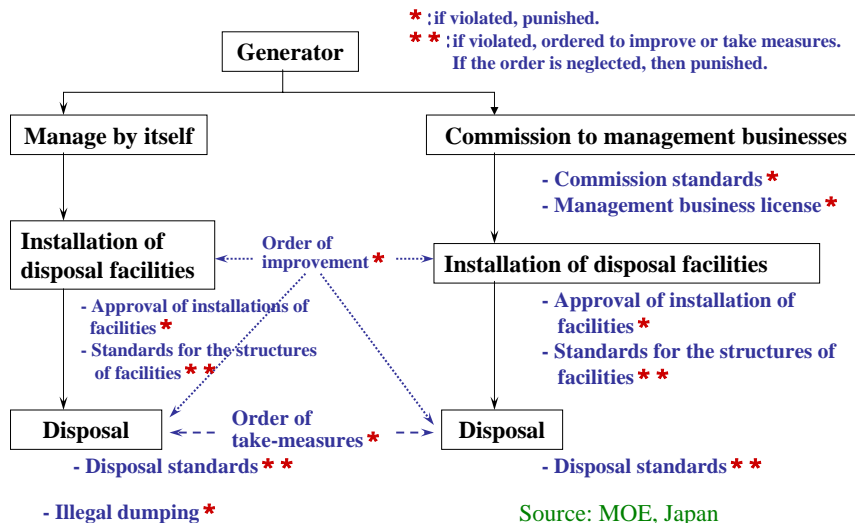 * : if violated, punished.
* * : if violated, ordered to improve or take measures.
If the order is neglected, then punished.
Generator
Manage by itself
Commission to management businesses
- Commission standards *
- Management business license *
Installation of
disposal facilities
Order of
improvement *
Installation of disposal facilities
- Approval of installations of
facilities *
- Standards for the structures
of facilities * *
- Approval of installation of
facilities *
- Standards for the structures of
facilities * *
Disposal
Order of
take-measures *
Disposal
- Disposal standards * *
- Disposal standards * *
- Illegal dumping *
Source: MOE, Japan